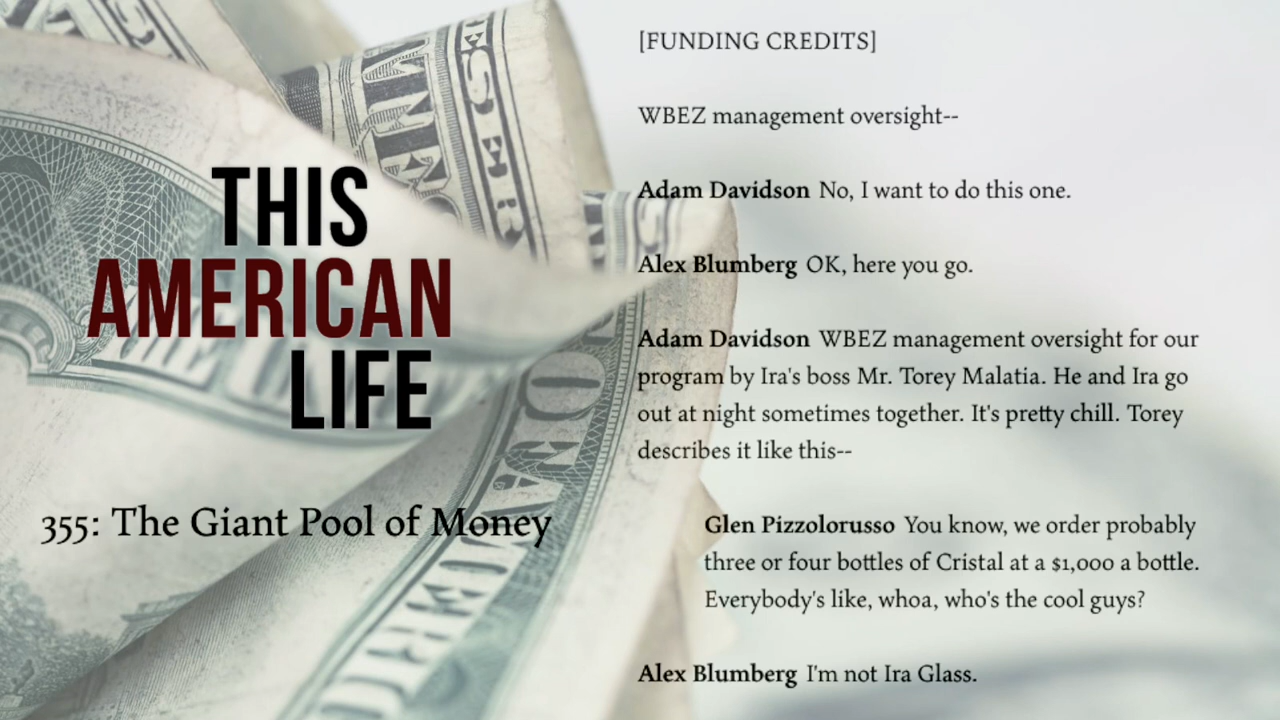 THIS
AMERICAN
LIFE
355: The Giant Pool of Money
[FUNDING CREDITS]
WBEZ management oversight--
Adam Davidson No, I want to do this one.
Alex Blumberg OK, here you go.
Adam Davidson WBEZ management oversight for our
program by Ira's boss Mr. Torey Malatia. He and Ira go
out at night sometimes together. It's pretty chill. Torey
describes it like this--
Glen Pizzolorusso You know, we order probably
three or four bottles of Cristal at a $1,000 a bottle.
Everybody's like, whoa, who's the cool guys?
Alex Blumberg I'm not Ira Glass.